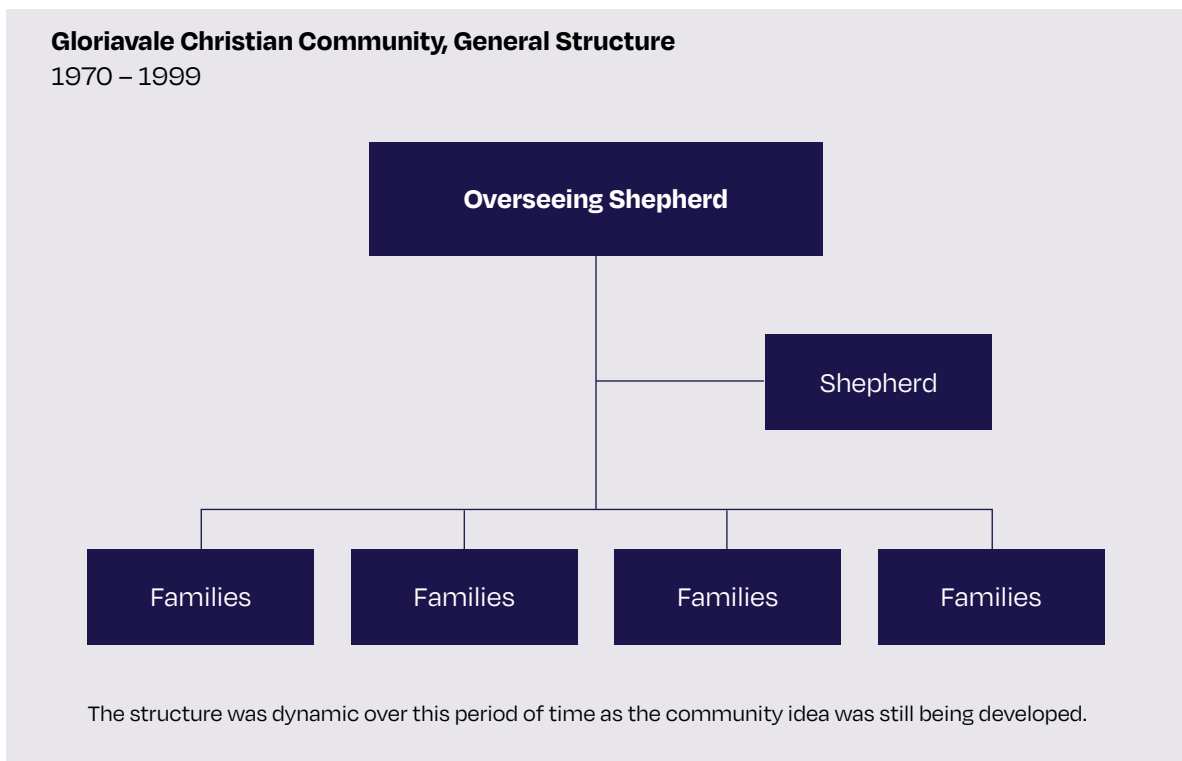 Gloriavale Christian Community, General Structure
1970 – 1999
Overseeing Shepherd
Shepherd
Families
Families
Families
Families
The structure was dynamic over this period of time as the community idea was still being developed.